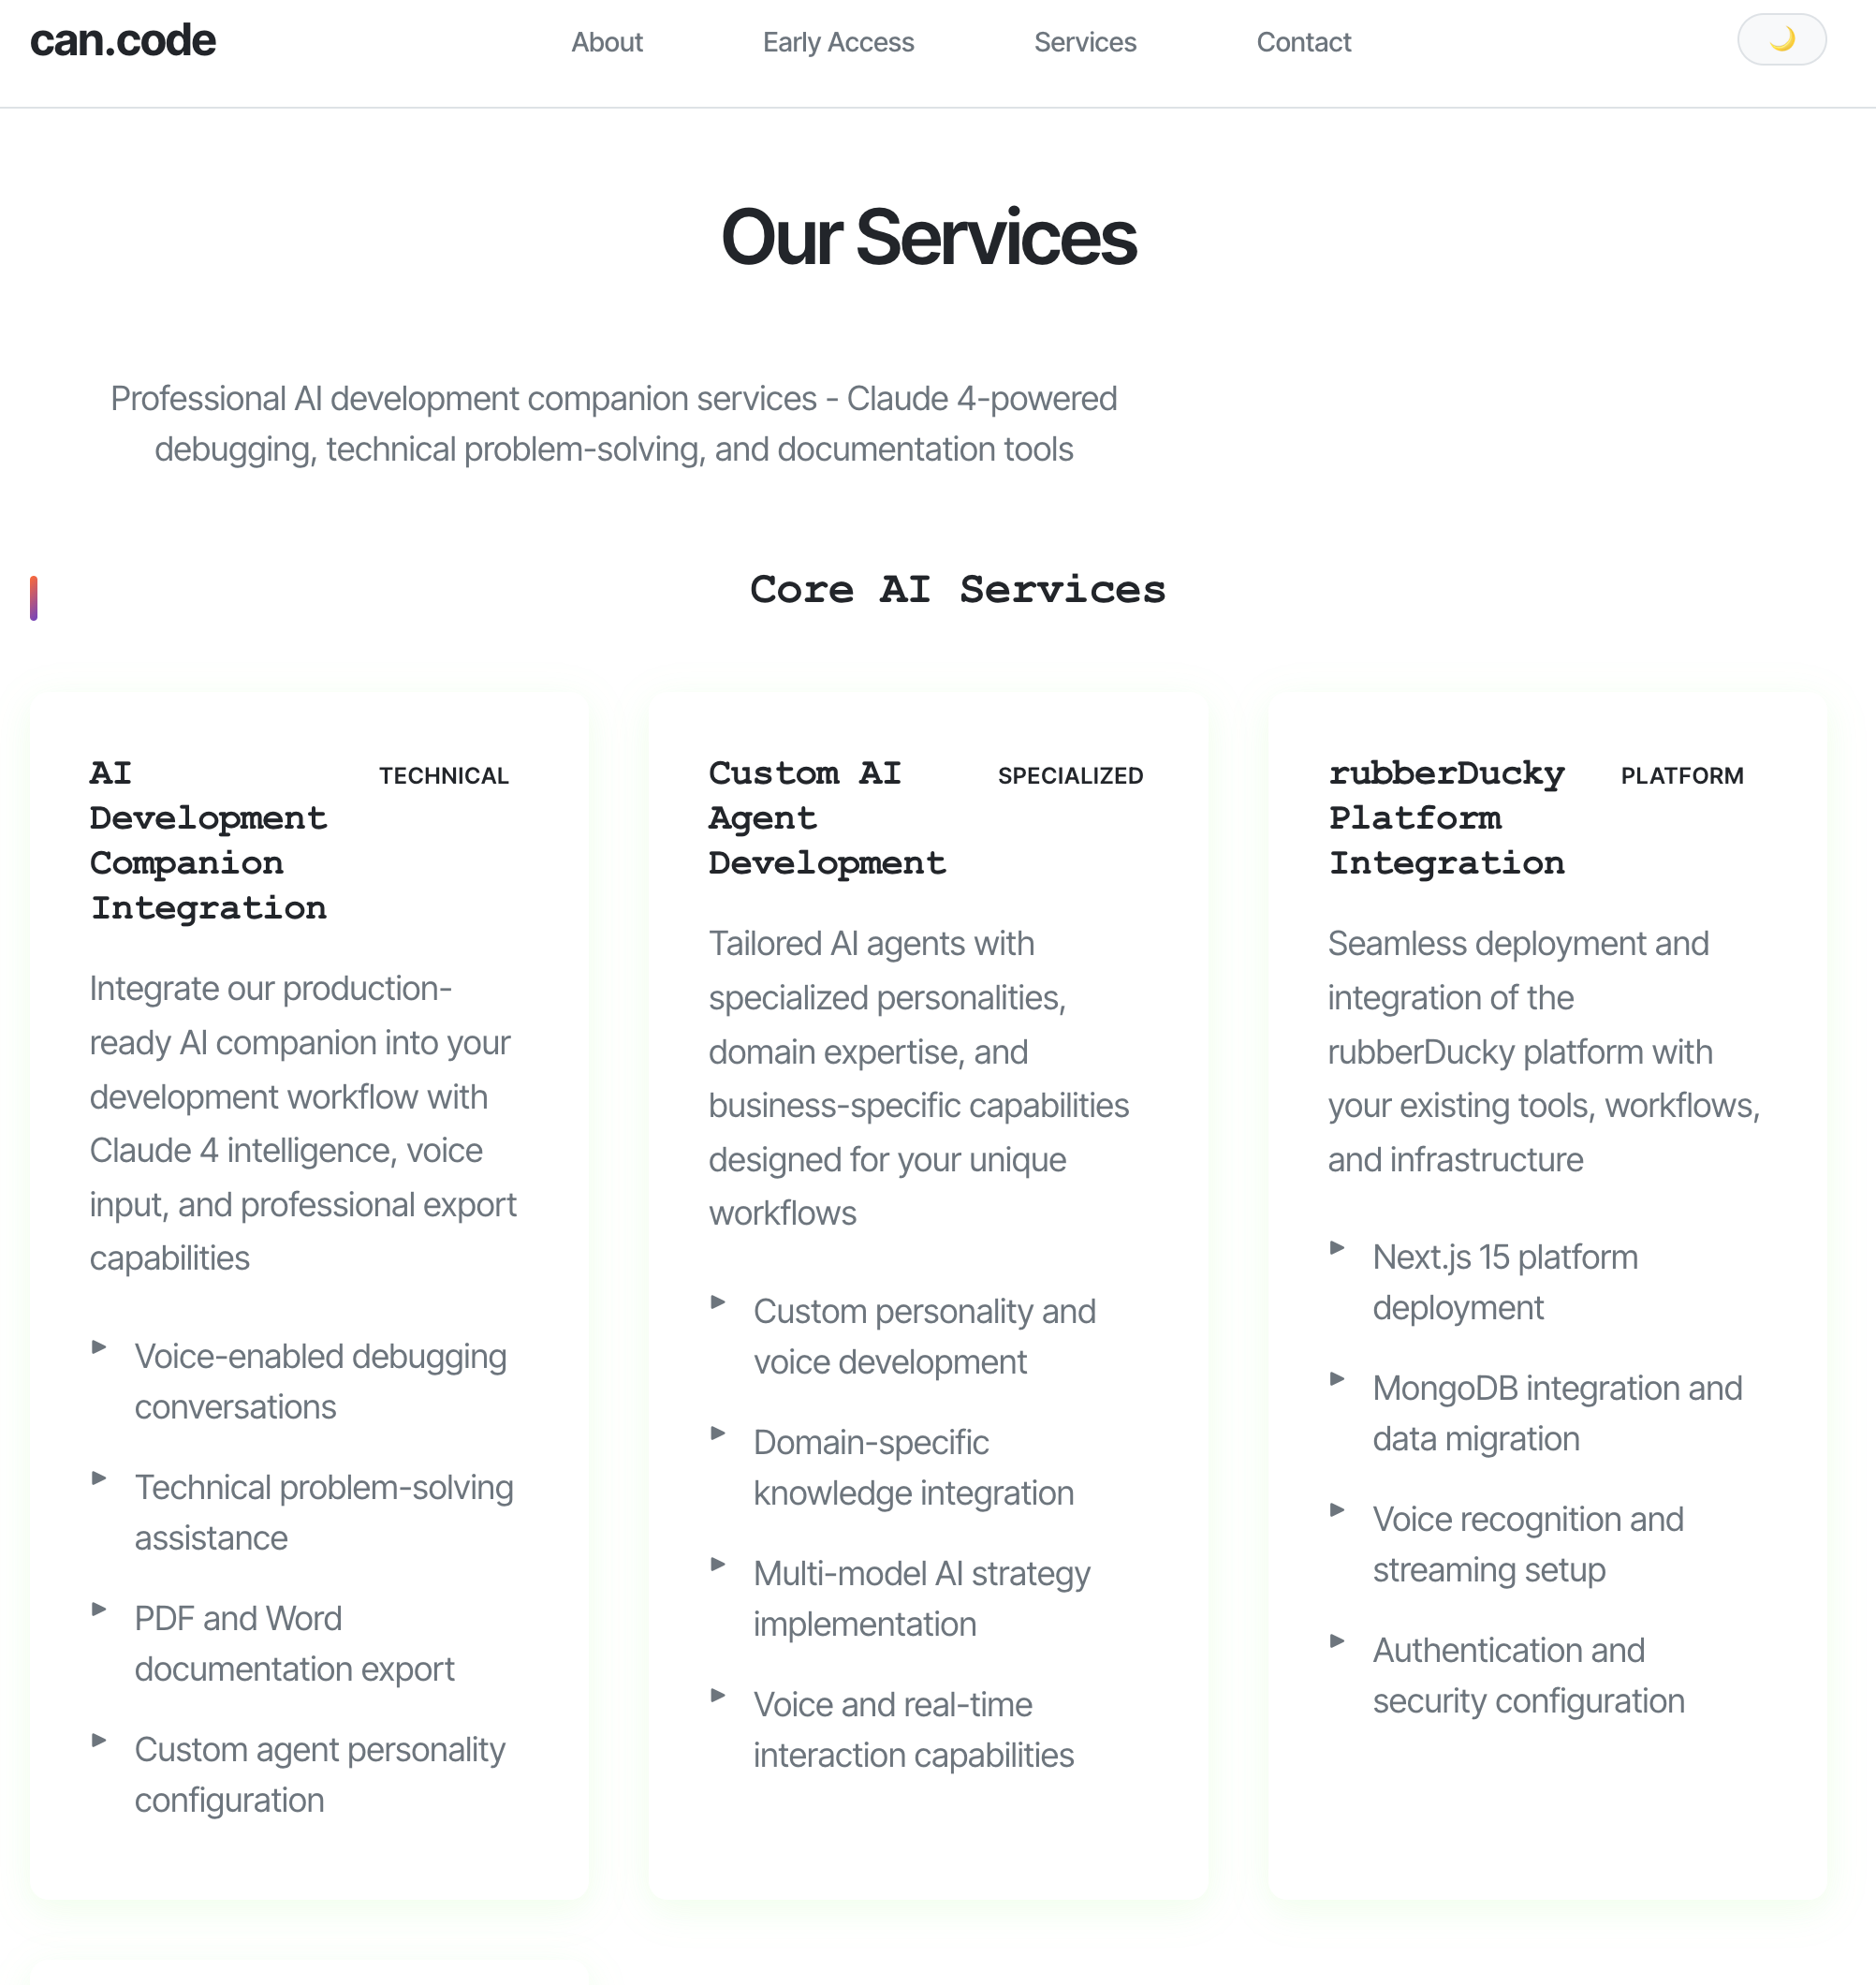 can.code
About
Early Access
Services
Contact
Our Services
Professional AI development companion services - Claude 4-powered
debugging, technical problem-solving, and documentation tools
Core AI Services
AI
Development
Companion
Integration
TECHNICAL
Integrate our production-
ready AI companion into your
development workflow with
Claude 4 intelligence, voice
input, and professional export
capabilities
Voice-enabled debugging
conversations
Technical problem-solving
assistance
PDF and Word
documentation export
Custom agent personality
configuration
Custom AI
Agent
Development
SPECIALIZED
Tailored AI agents with
specialized personalities,
domain expertise, and
business-specific capabilities
designed for your unique
workflows
Custom personality and
voice development
Domain-specific
knowledge integration
Multi-model AI strategy
implementation
Voice and real-time
interaction capabilities
rubberDucky
Platform
Integration
PLATFORM
Seamless deployment and
integration of the
rubberDucky platform with
your existing tools, workflows,
and infrastructure
Next.js 15 platform
deployment
MongoDB integration and
data migration
Voice recognition and
streaming setup
Authentication and
security configuration